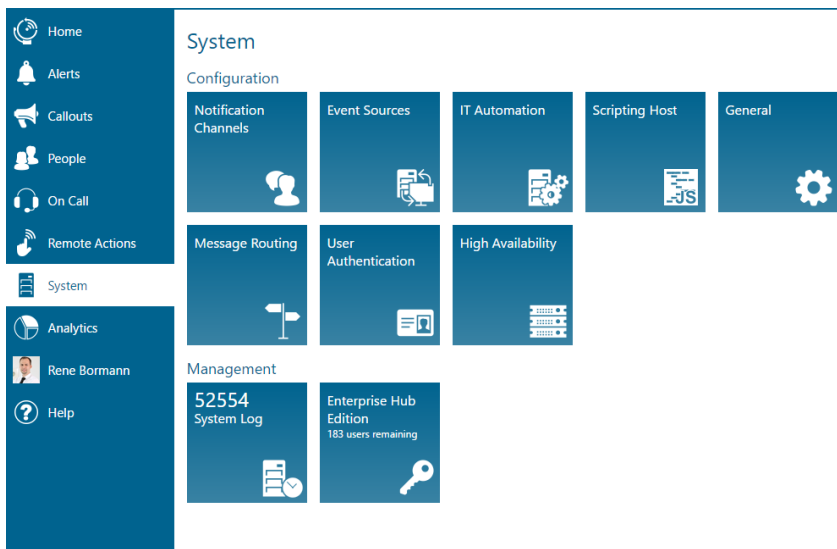 Home
Alerts
Callouts
People
On Call
Remote Actions
System
Analytics
Rene Bormann
Help
System
Configuration
Notification
Channels
Event Sources
IT Automation
Scripting Host
JS
General
Message Routing
User
Authentication
High Availability
Management
52554
System Log
Enterprise Hub
Edition
183 users remaining